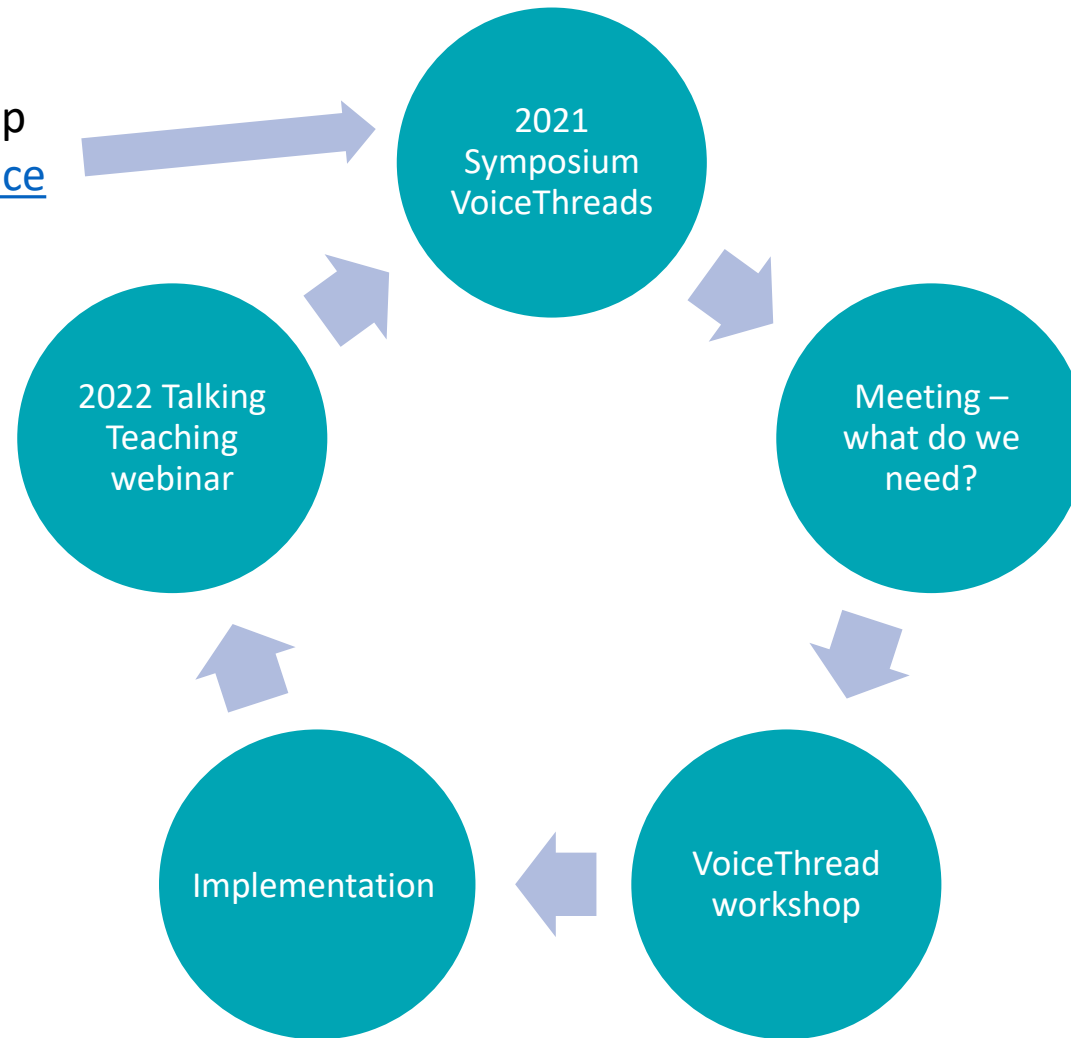 p
ce
2021
Symposium
VoiceThreads
Meeting –
what do we
need?
VoiceThread
workshop
Implementation
2022 Talking
Teaching
webinar